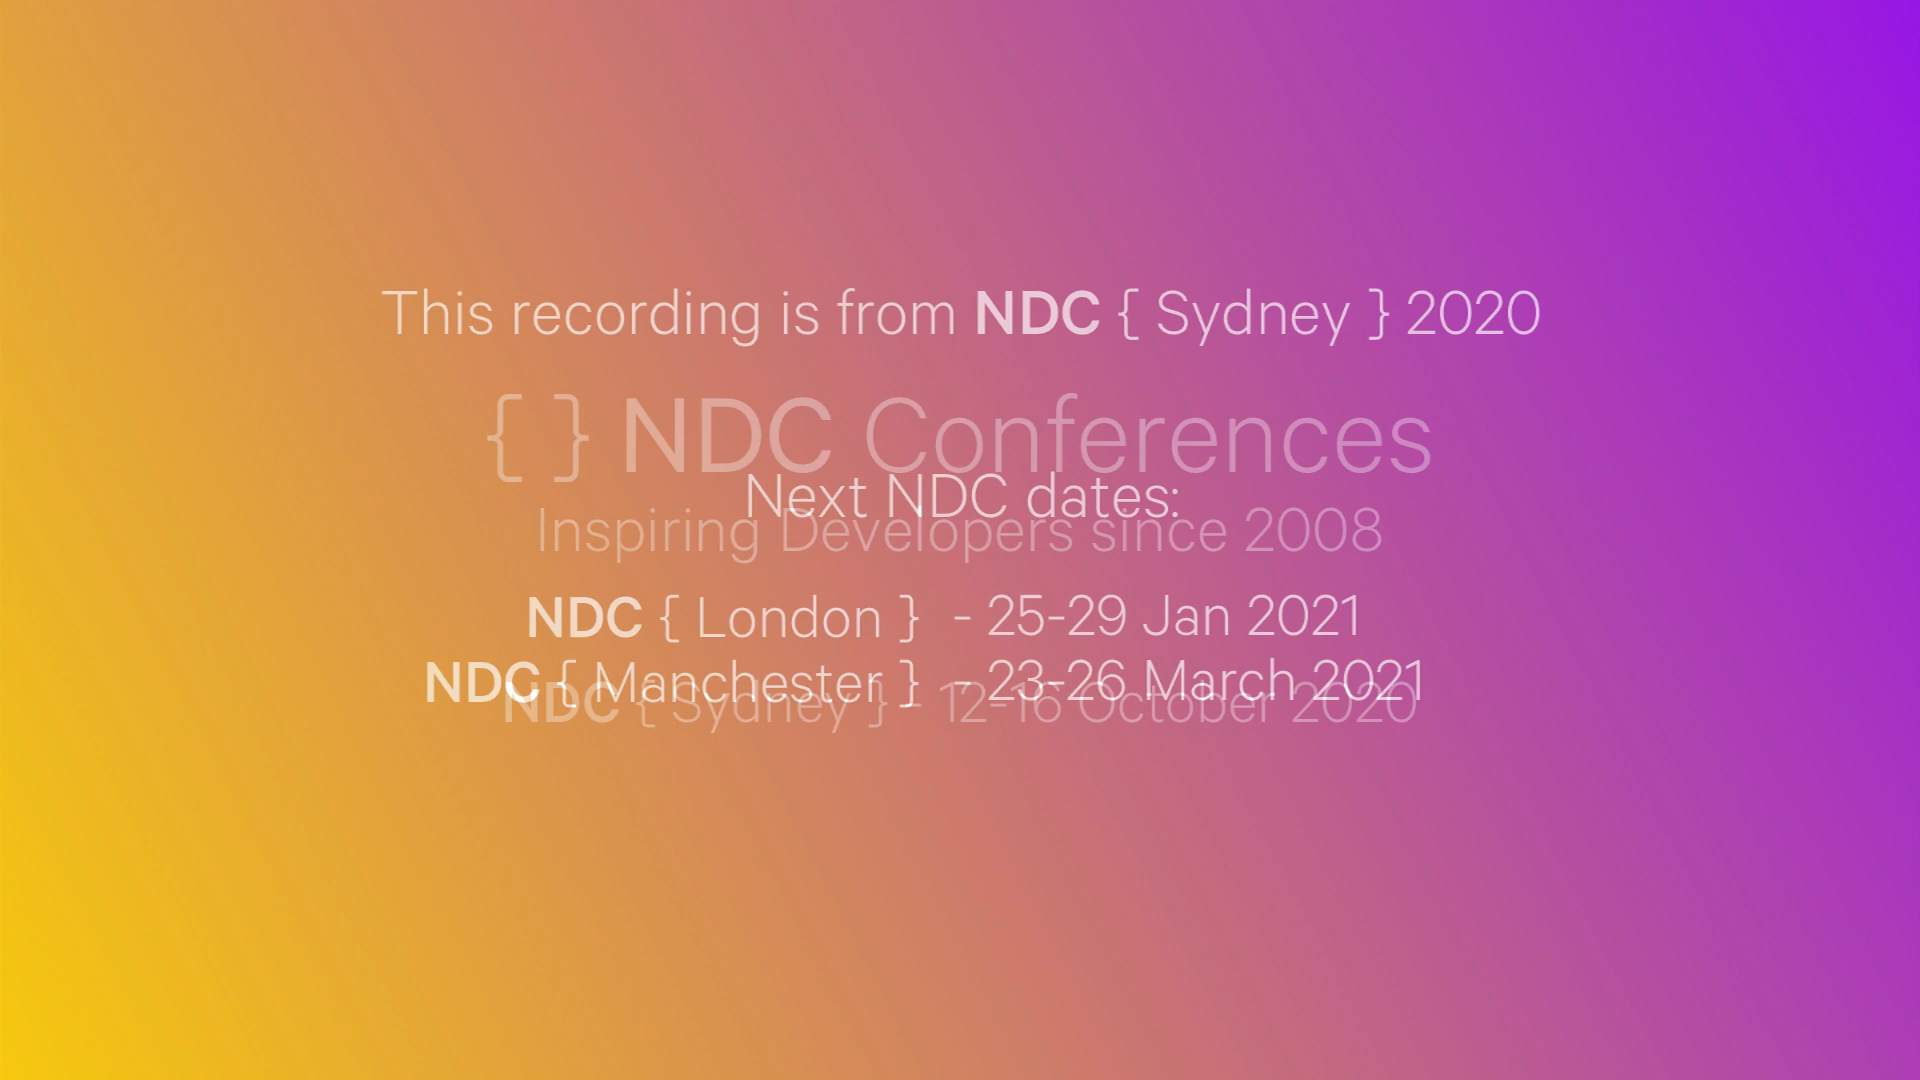 This recording is from NDC { Sydney } 2020
{ } NDC Conferences
Next NDC dates:
Inspiring Developers since 2008
NDC { London } - 25-29 Jan 2021
NDC { Manchester } - 23-26 March 2021
NDC { Sydney } - 12-16 October 2020